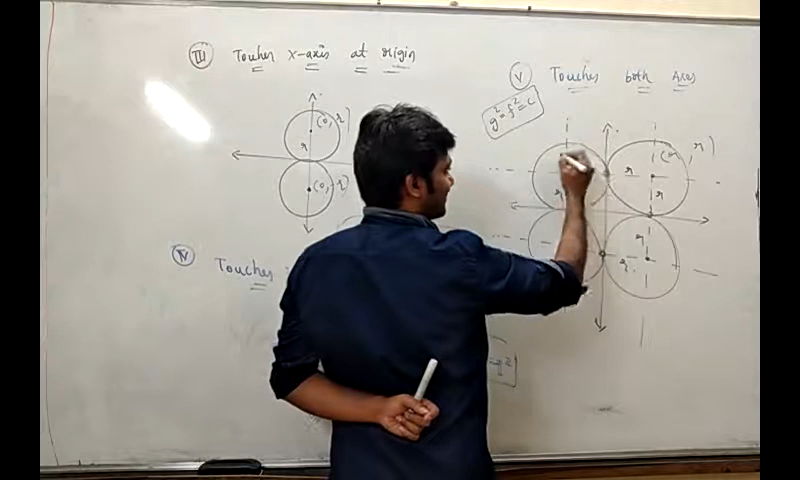 III Touches X-axis at origin
(0, r)
r
(0, -r)
IV Touches
V Touches both Axes
g² = f² = c
r
r
r
r
r
r